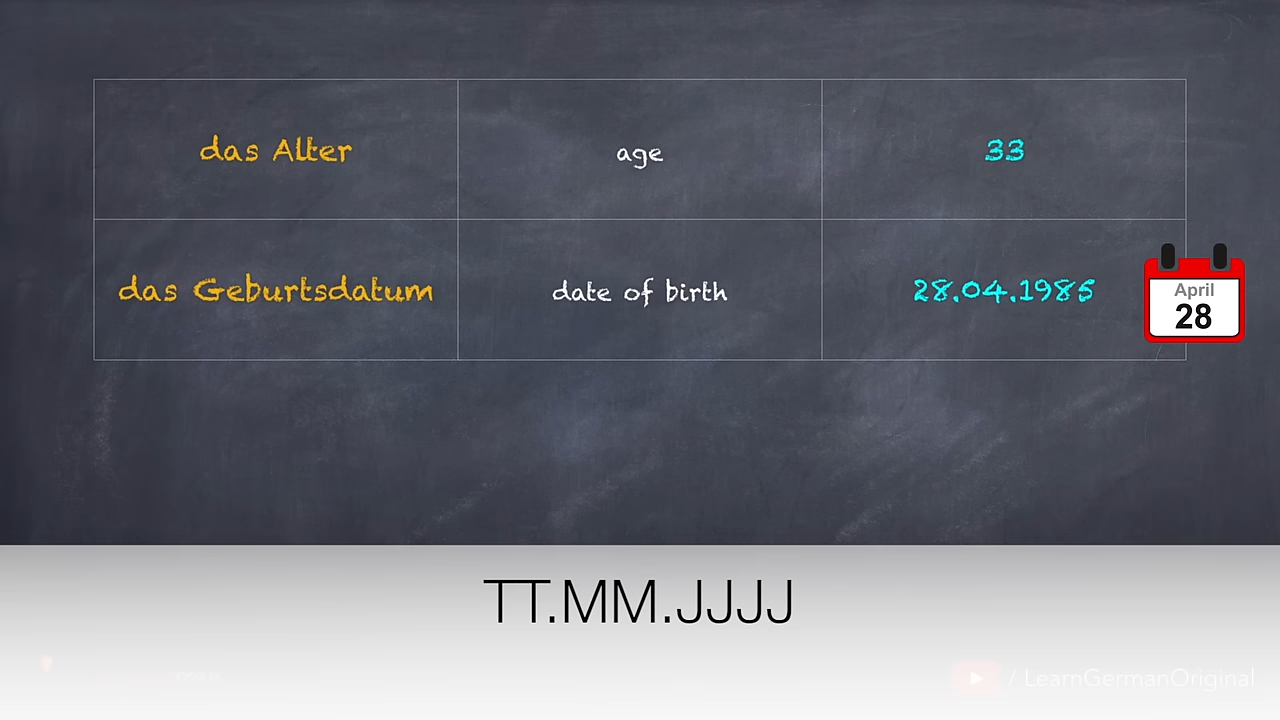 das Alter
age
33
das Geburtsdatum
date of birth
28.04.1985
April
28
TT.MM.JJJJ
/ LearnGermanOriginal